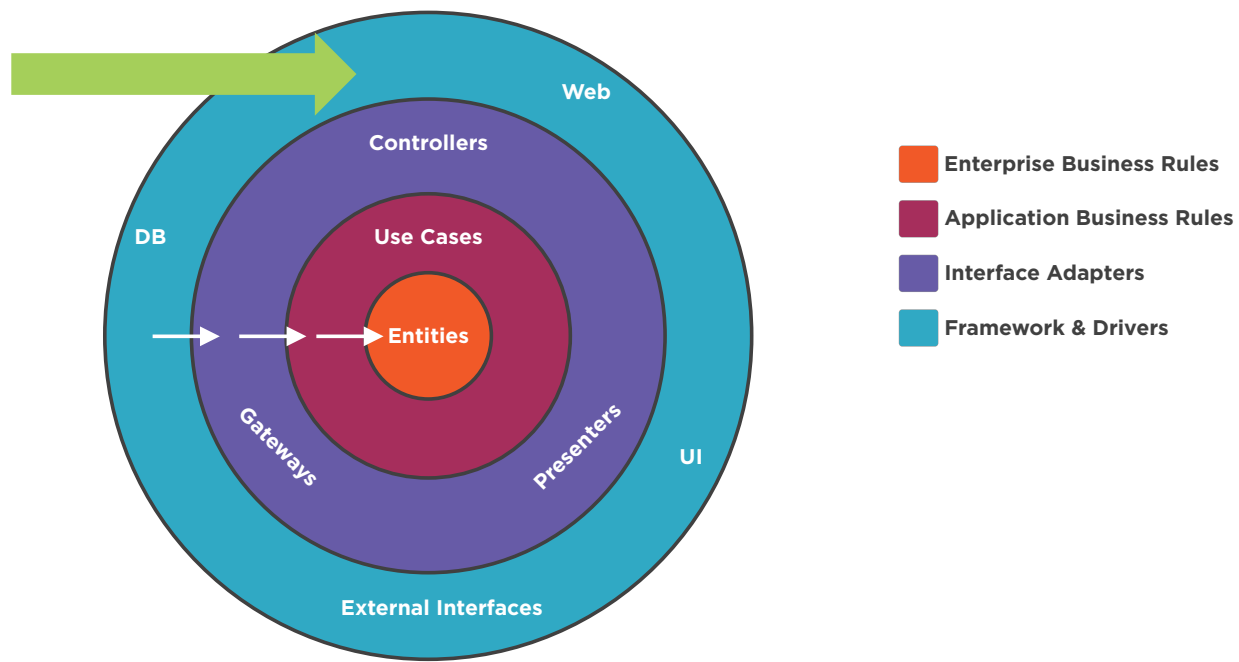 Web
Controllers
Enterprise Business Rules
Application Business Rules
DB
Use Cases
Interface Adapters
Framework & Drivers
Entities
Gateways
Presenters
UI
External Interfaces